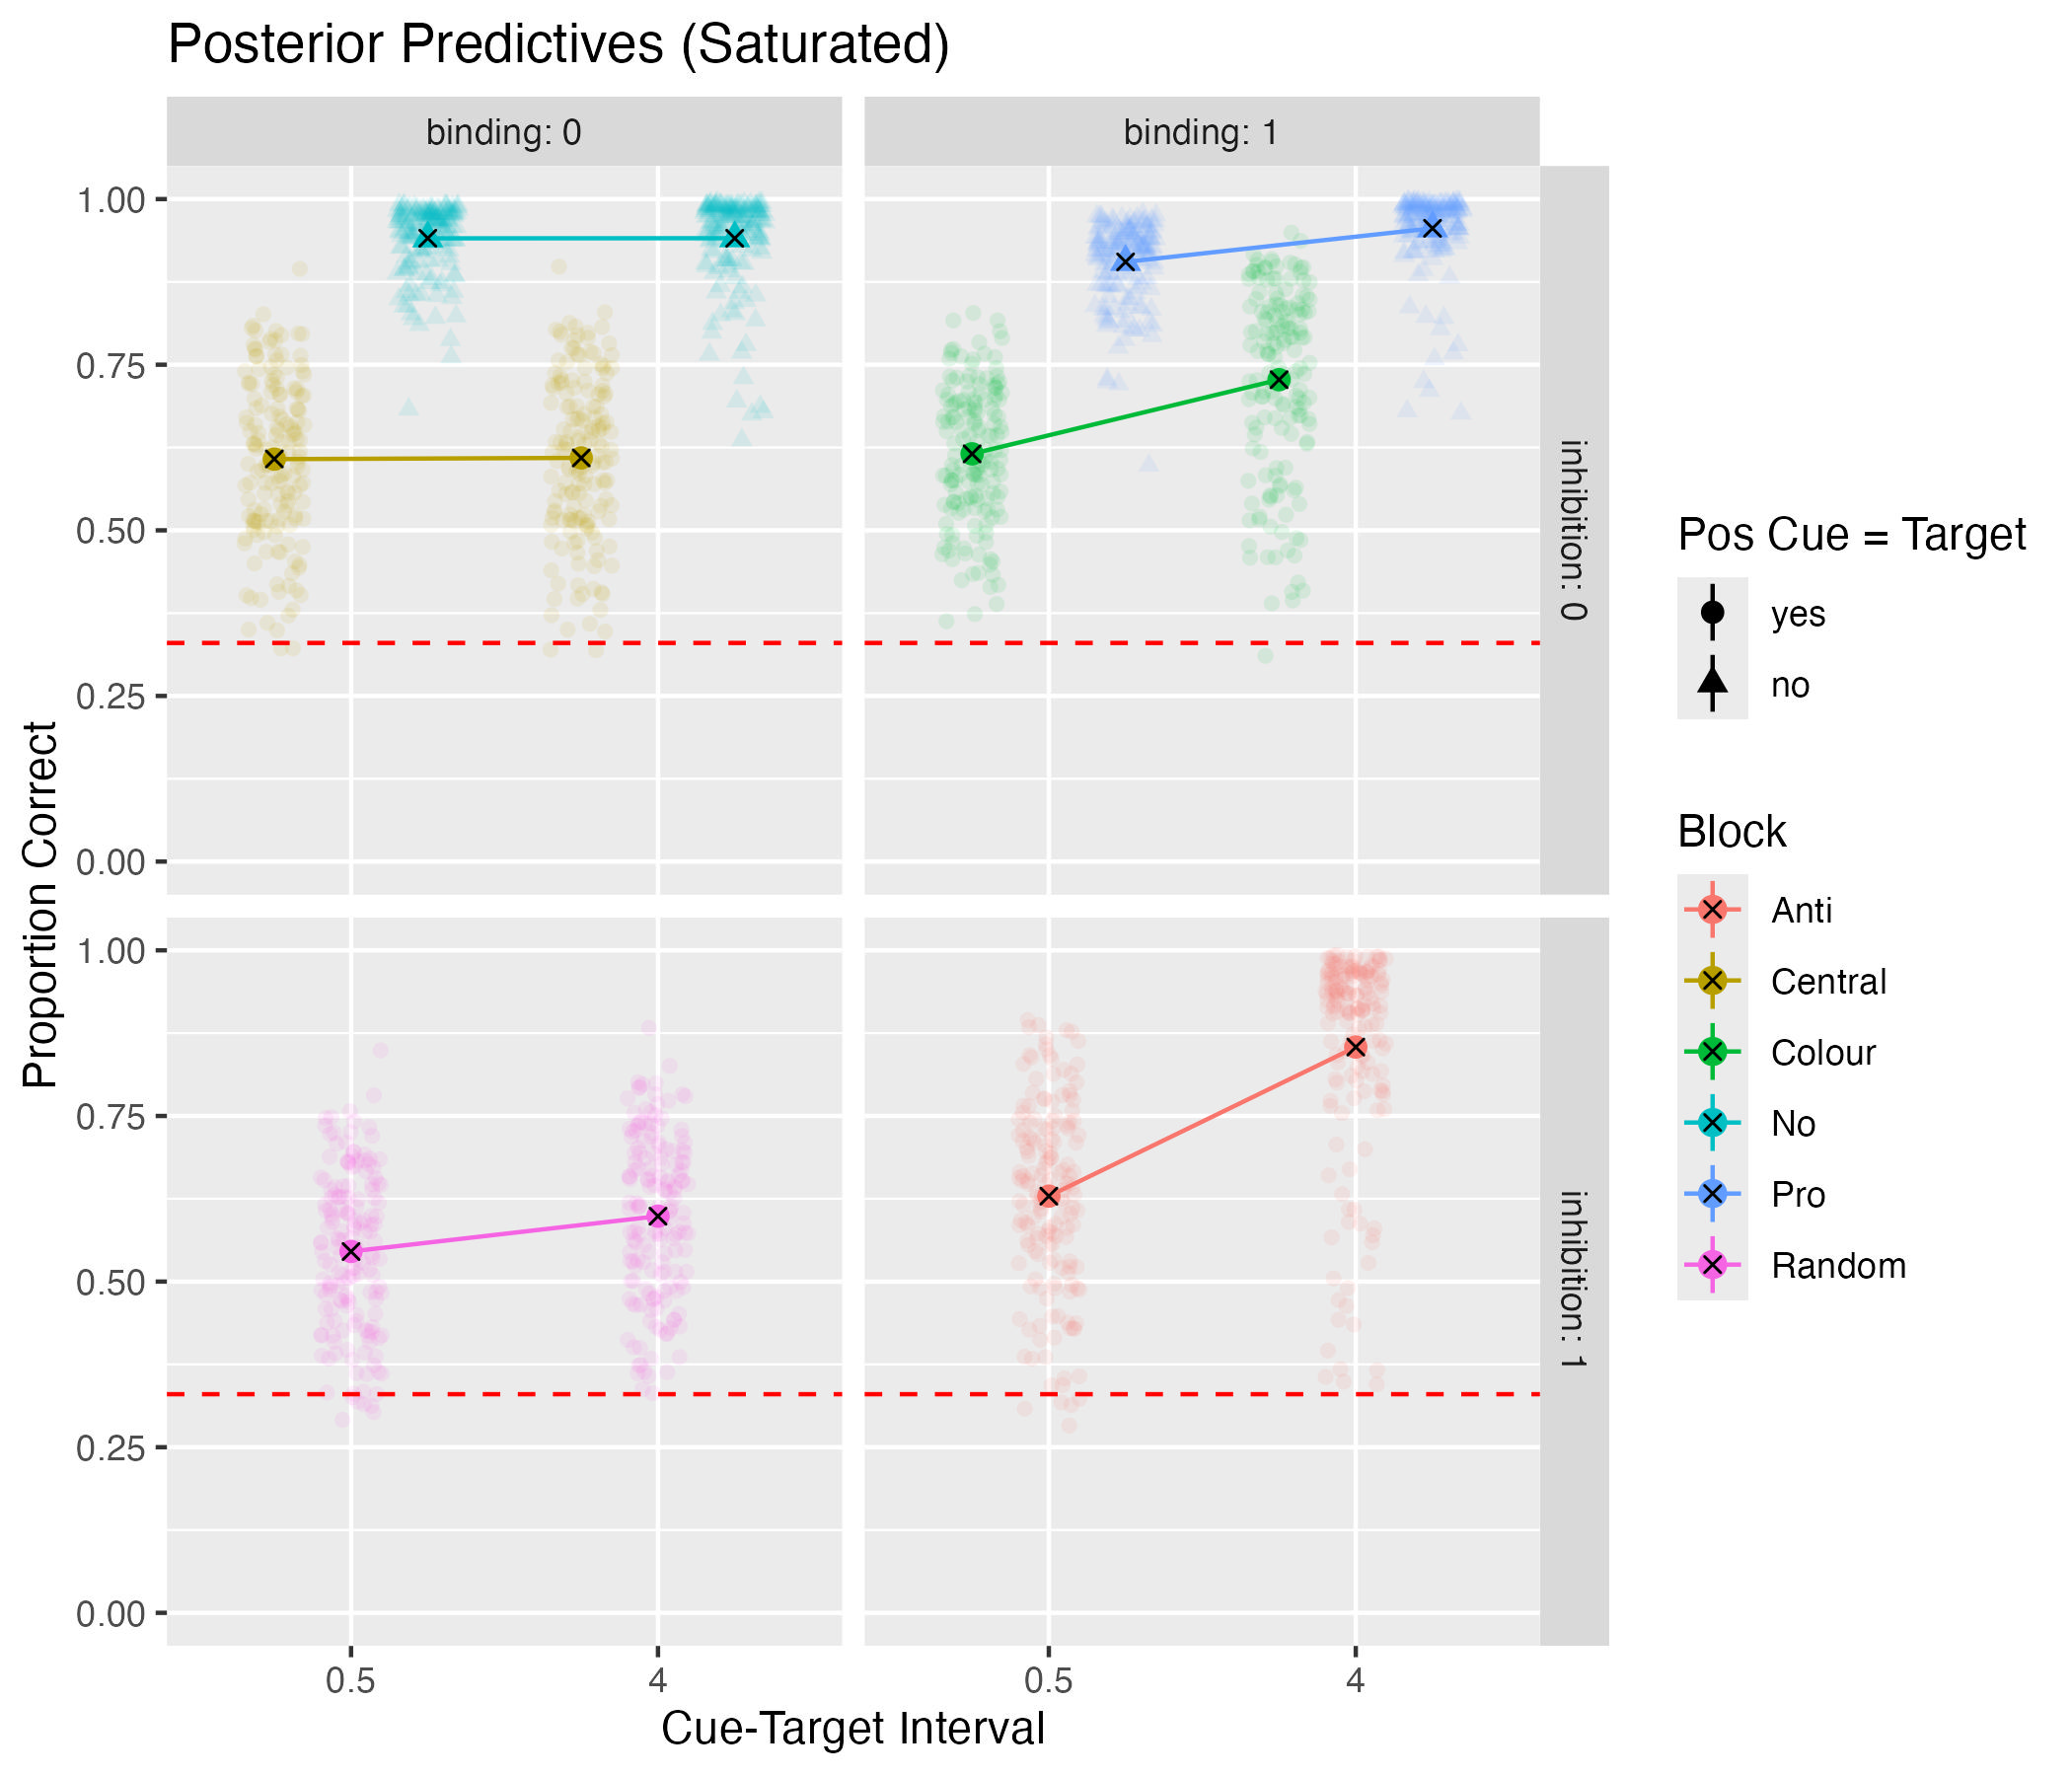 Posterior Predictives (Saturated)
binding: 0
binding: 1
1.00
0.75
0.50
0.25
0.00
inhibition: 0
1.00
0.75
0.50
0.25
0.00
inhibition: 1
Proportion Correct
0.5
4
0.5
4
Cue-Target Interval
Pos Cue = Target
yes
no
Block
Anti
Central
Colour
No
Pro
Random